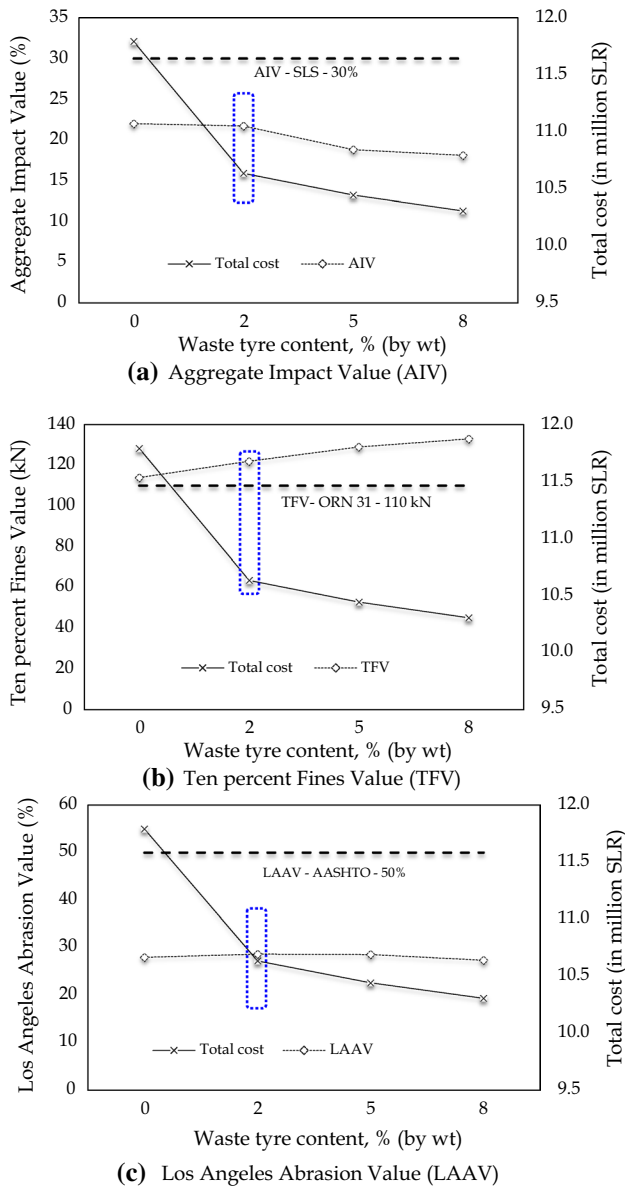 35
30
25
20
15
10
5
0
Aggregate Impact Value (%)
12.0
11.5
11.0
10.5
10.0
9.5
Total cost (in million SLR)
AIV - SLS - 30%
Total cost
AIV
0 2 5 8
Waste tyre content, % (by wt)
(a) Aggregate Impact Value (AIV)
140
120
100
80
60
40
20
0
Ten percent Fines Value (kN)
12.0
11.5
11.0
10.5
10.0
9.5
Total cost (in million SLR)
TFV- ORN 31 - 110 kN
Total cost
TFV
0 2 5 8
Waste tyre content, % (by wt)
(b) Ten percent Fines Value (TFV)
60
50
40
30
20
10
0
Los Angeles Abrasion Value (%)
12.0
11.5
11.0
10.5
10.0
9.5
Total cost (in million SLR)
LAAV - AASHTO - 50%
Total cost
LAAV
0 2 5 8
Waste tyre content, % (by wt)
(c) Los Angeles Abrasion Value (LAAV)